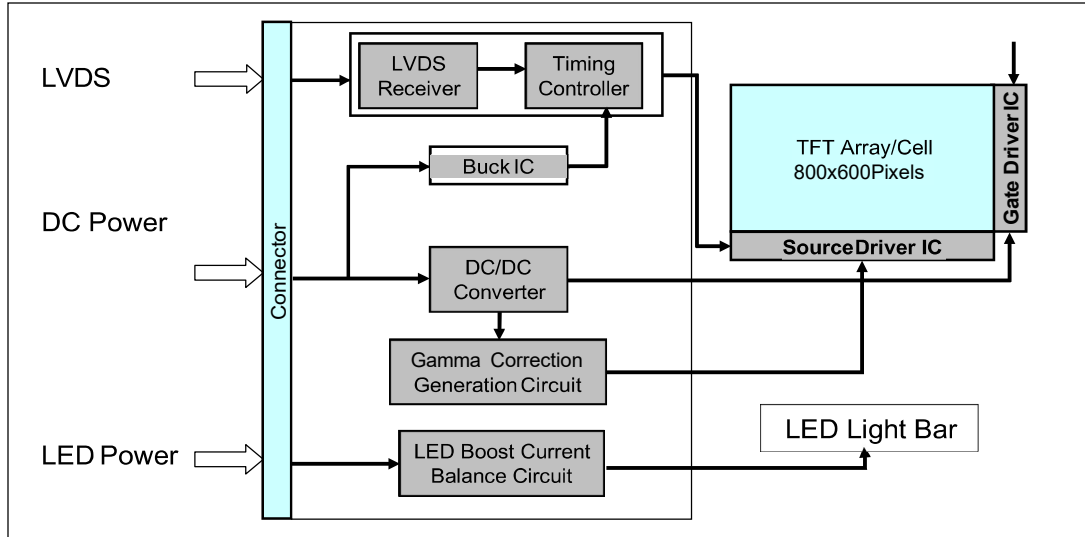 LVDS
DC Power
LED Power
Connector
LVDS
Receiver
Timing
Controller
Buck IC
DC/DC
Converter
Gamma Correction
Generation Circuit
LED Boost Current
Balance Circuit
TFT Array/Cell
800x600Pixels
Gate Driver IC
SourceDriver IC
LED Light Bar